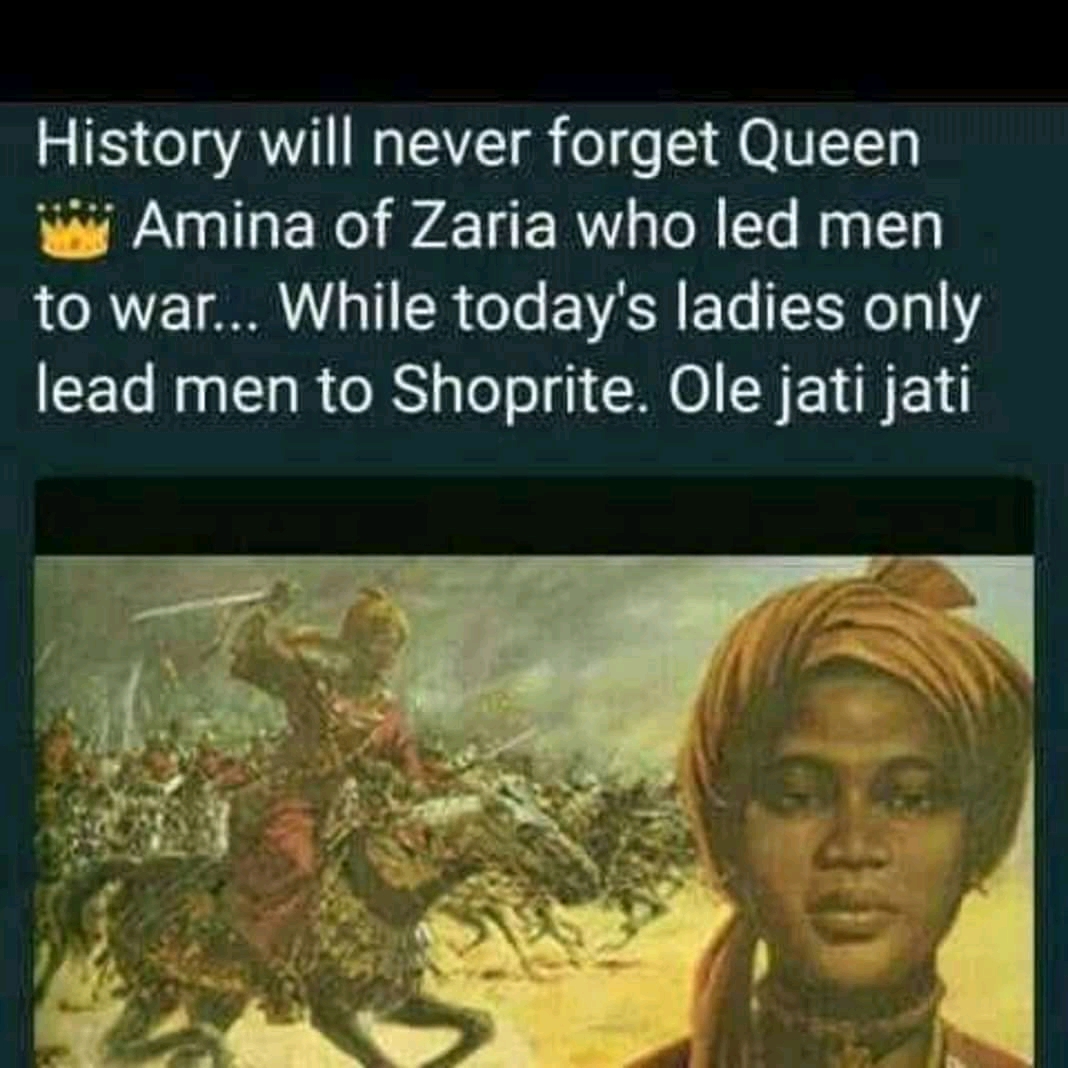 History will never forget Queen
👑 Amina of Zaria who led men
to war... While today's ladies only
lead men to Shoprite. Ole jati jati